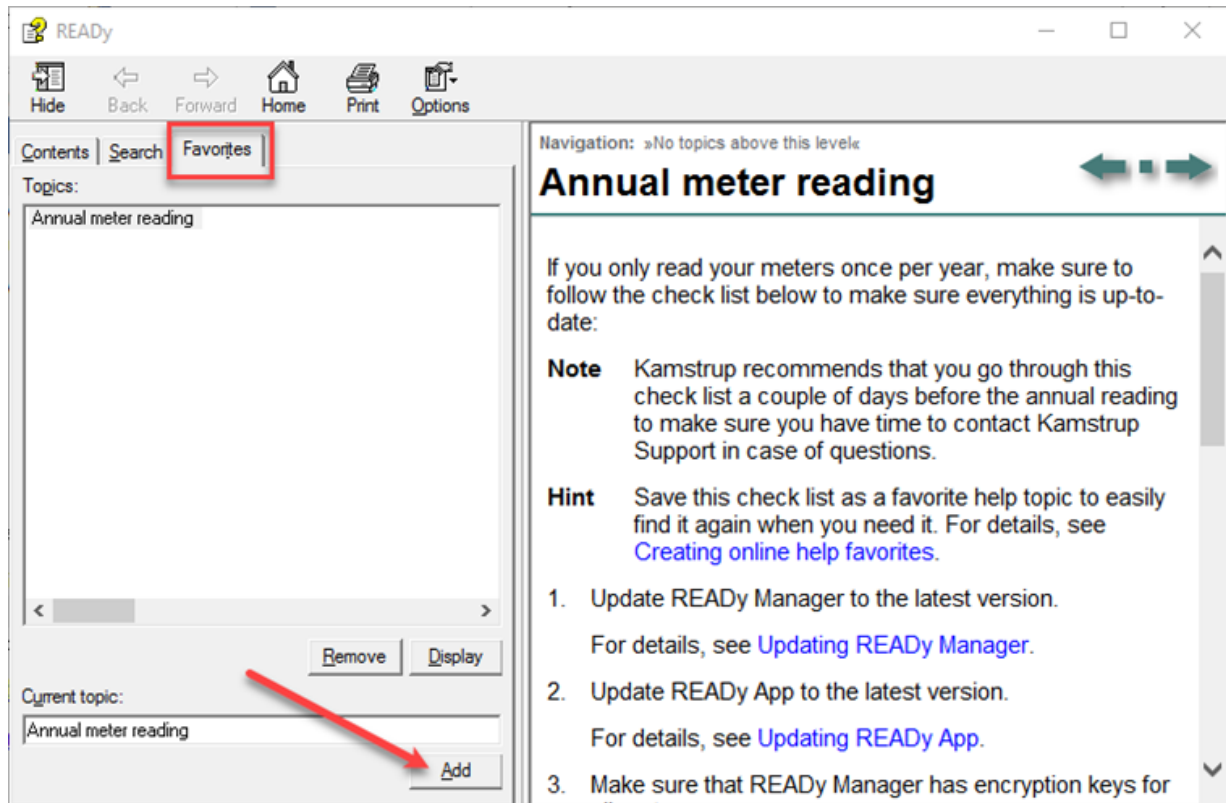 READy
Hide Back Forward Home Print Options
Contents Search Favorites
Topics:
Annual meter reading
Remove Display
Current topic:
Annual meter reading
Add
Navigation: »No topics above this level«
Annual meter reading
If you only read your meters once per year, make sure to
follow the check list below to make sure everything is up-to-
date:
Note Kamstrup recommends that you go through this
check list a couple of days before the annual reading
to make sure you have time to contact Kamstrup
Support in case of questions.
Hint Save this check list as a favorite help topic to easily
find it again when you need it. For details, see
Creating online help favorites.
1. Update READy Manager to the latest version.
For details, see Updating READy Manager.
2. Update READy App to the latest version.
For details, see Updating READy App.
3. Make sure that READy Manager has encryption keys for